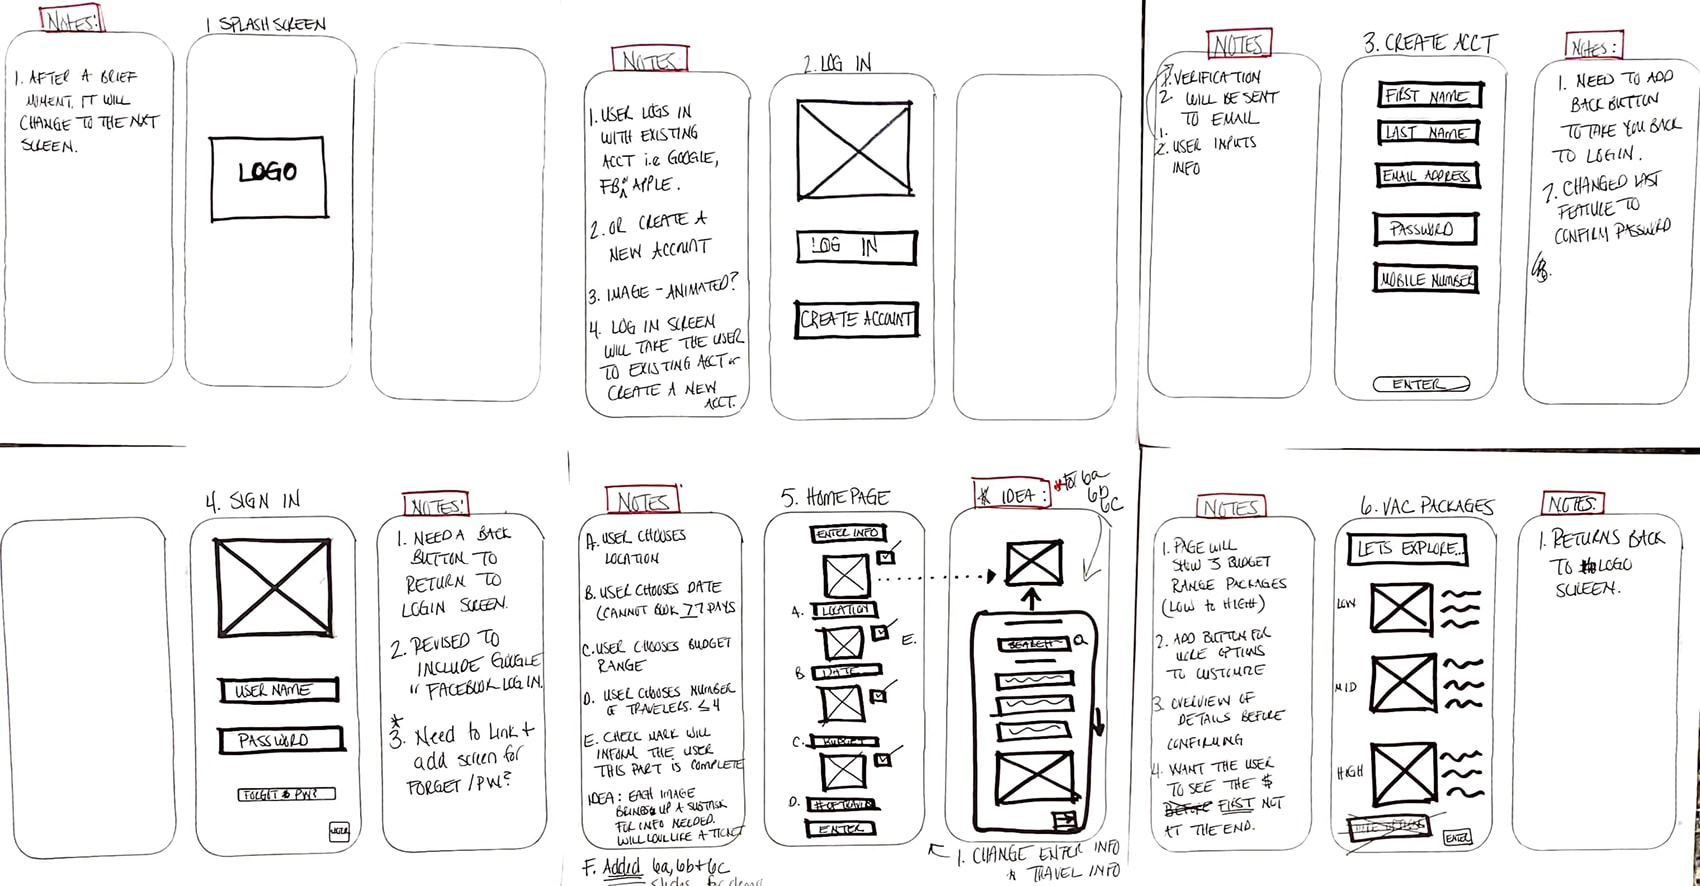 NOTES:
1. AFTER A BRIEF
MOMENT, IT WILL
CHANGE TO THE NXT
SCREEN.
1 SPLASH SCREEN
LOGO
NOTES
1. USER LOGS IN
WITH EXISTING
ACCT i.e GOOGLE,
FB or APPLE.
2. OR CREATE A
NEW ACCOUNT
3. IMAGE - ANIMATED?
4. LOG IN SCREEN
WILL TAKE THE USER
TO EXISTING ACCT or
CREATE A NEW
ACCT.
2. LOG IN
LOG IN
CREATE ACCOUNT
NOTES
1. VERIFICATION
2. WILL BE SENT
TO EMAIL
1.
2. USER INPUTS
INFO
3. CREATE ACCT
FIRST NAME
LAST NAME
EMAIL ADDRESS
PASSWORD
MOBILE NUMBER
ENTER
NOTES:
1. NEED TO ADD
BACK BUTTON
TO TAKE YOU BACK
TO LOGIN.
2. CHANGED LAST
FEATURE TO
CONFIRM PASSWORD
4. SIGN IN
USER NAME
PASSWORD
FORGET PW?
ENTER
NOTES:
1. NEED A BACK
BUTTON TO
RETURN TO
LOGIN SCREEN.
2. REVISED TO
INCLUDE GOOGLE
or FACEBOOK LOG IN.
*
3. Need to Link +
add screen for
FORGET / PW?
NOTES
A. USER CHOOSES
LOCATION
B. USER CHOOSES DATE
(CANNOT BOOK >7 DAYS
C. USER CHOOSES BUDGET
RANGE
D. USER CHOOSES NUMBER
OF TRAVELERS. ≤4
E. CHECK MARK WILL
INFORM THE USER
THIS PART IS COMPLETE
IDEA: EACH IMAGE
BRINGS UP A SUBTASK
FOR INFO NEEDED.
WILL LOOK LIKE A TICKET
F. Added 6a, 6b + 6c
slides for
5. HOMEPAGE
ENTER INFO
A. LOCATION
E.
B. DATE
C. BUDGET
D. # OF TRAVLRS
ENTER
* IDEA:
* for 6a
6b
6c
SEARCH a
1. CHANGE ENTER INFO
* TRAVEL INFO
NOTES
1. PAGE WILL
SHOW 3 BUDGET
RANGE PACKAGES
(LOW to HIGH)
2. ADD BUTTON FOR
MORE OPTIONS
TO CUSTOMIZE
3. OVERVIEW OF
DETAILS BEFORE
CONFIRMING
4. WANT THE USER
TO SEE THE $
BEFORE FIRST NOT
AT THE END.
6. VAC PACKAGES
LETS EXPLORE...
LOW
MID
HIGH
ENTER
NOTES:
1. RETURNS BACK
TO LOGO
SCREEN.